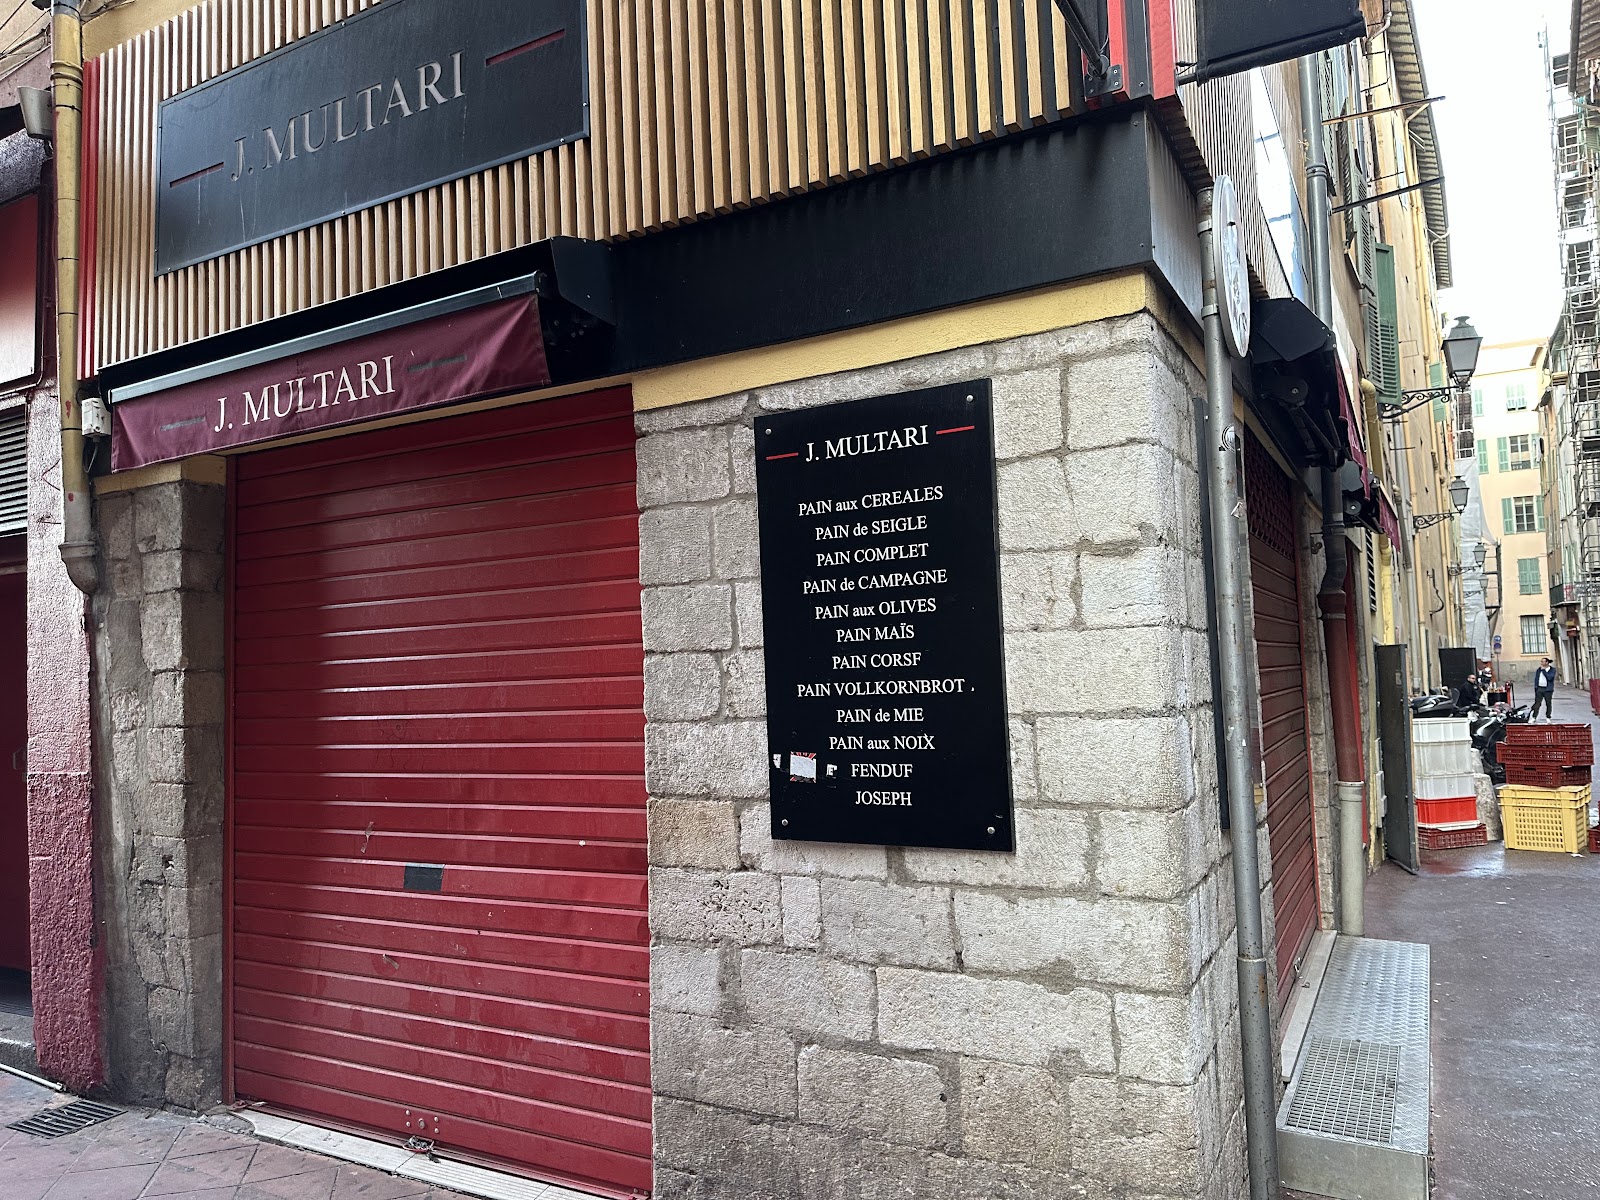 J. MULTARI
J. MULTARI
J. MULTARI
PAIN aux CEREALES
PAIN de SEIGLE
PAIN COMPLET
PAIN de CAMPAGNE
PAIN aux OLIVES
PAIN MAÏS
PAIN CORSF
PAIN VOLLKORNBROT .
PAIN de MIE
PAIN aux NOIX
FENDUF
JOSEPH